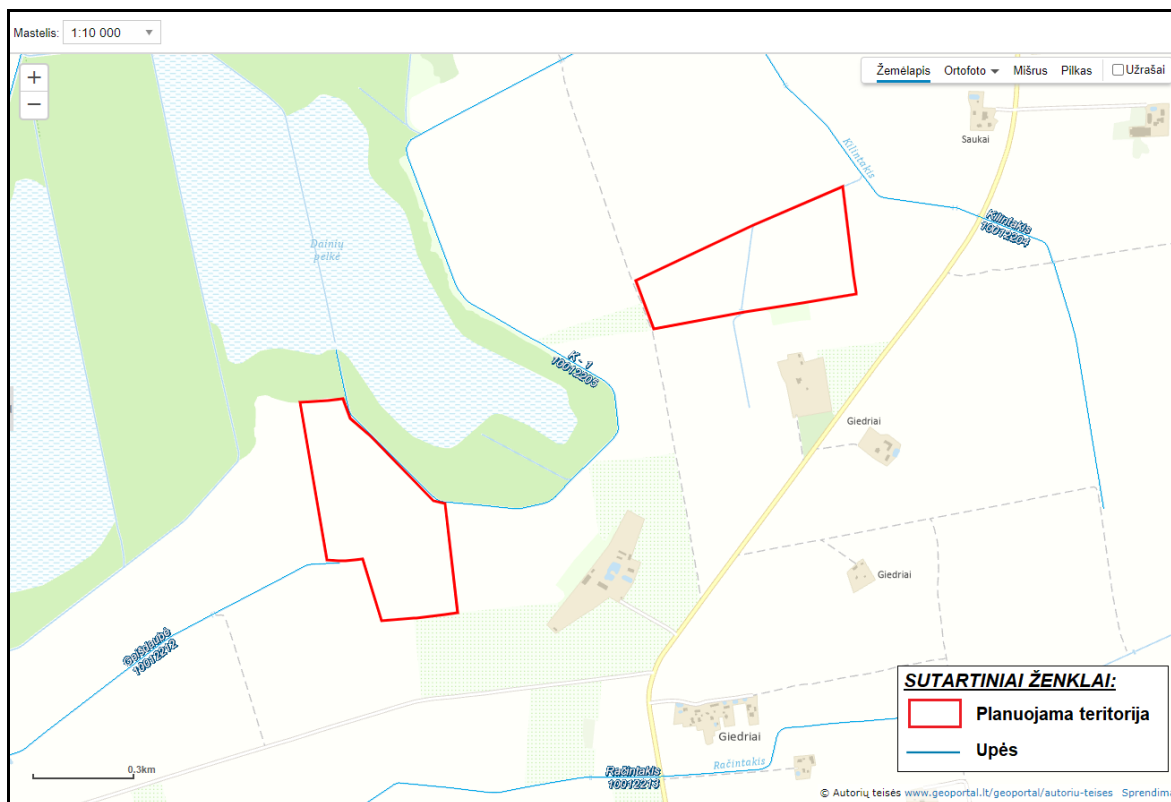 Mastelis: 1:10 000
+
−
Žemėlapis Ortofoto Mišrus Pilkas Užrašai
Saukai
Kilintakis
Kilintakis
10012204
Dainių
pelkė
K - 1
10012205
Giedriai
Giedriai
10012212
Giedriai
Račintakis
10012213
Račintakis
SUTARTINIAI ŽENKLAI:
Planuojama teritorija
Upės
0.3km
© Autorių teisės www.geoportal.lt/geoportal/autoriu-teises Sprendim